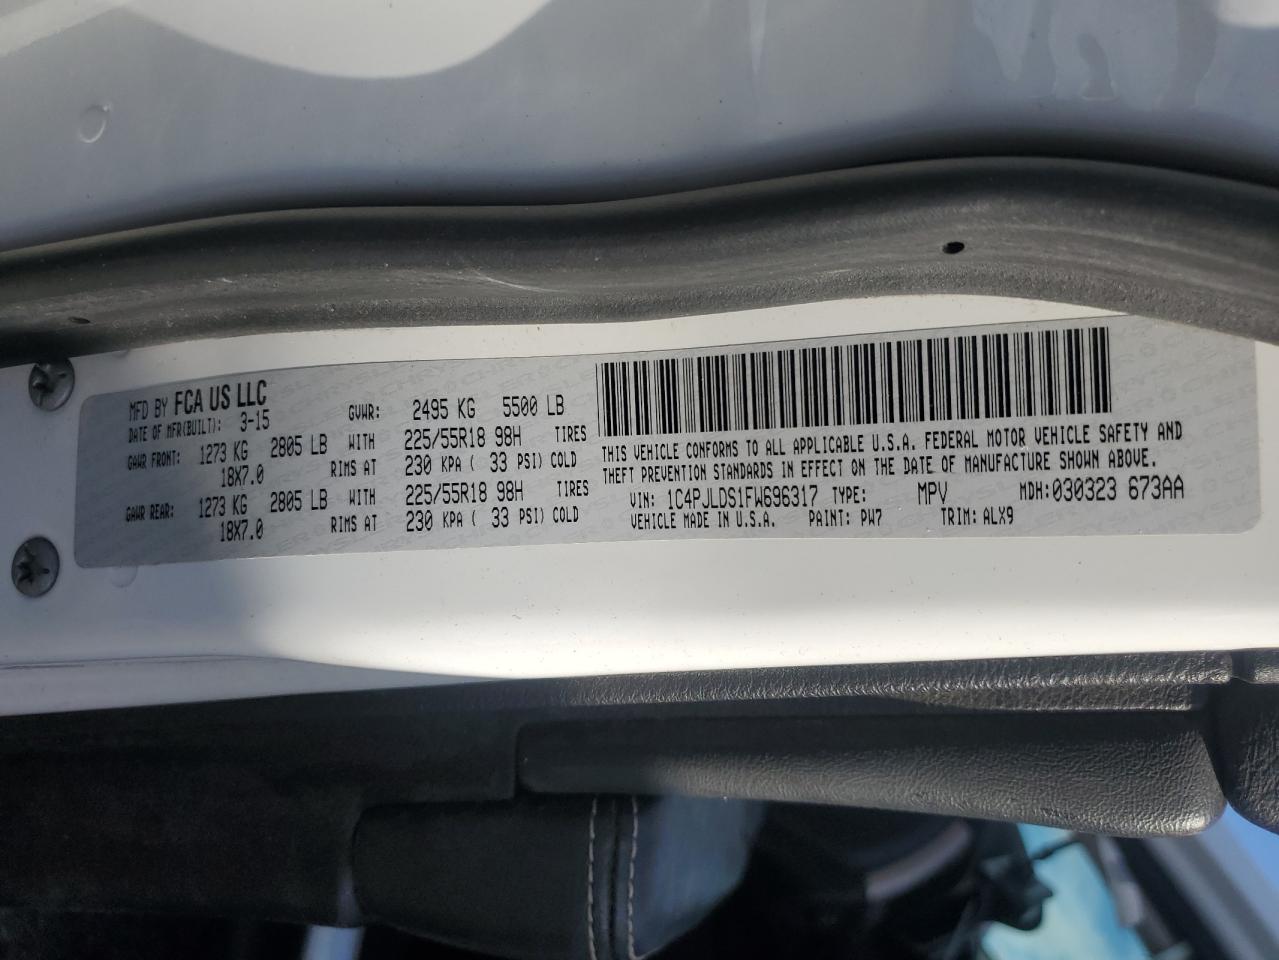 MFD BY FCA US LLC
DATE OF MFR(BUILT): 3-15 GVWR: 2495 KG 5500 LB
GAWR FRONT: 1273 KG 2805 LB WITH 225/55R18 98H TIRES
18X7.0 RIMS AT 230 KPA ( 33 PSI) COLD
GAWR REAR: 1273 KG 2805 LB WITH 225/55R18 98H TIRES
18X7.0 RIMS AT 230 KPA ( 33 PSI) COLD
THIS VEHICLE CONFORMS TO ALL APPLICABLE U.S.A. FEDERAL MOTOR VEHICLE SAFETY AND
THEFT PREVENTION STANDARDS IN EFFECT ON THE DATE OF MANUFACTURE SHOWN ABOVE.
VIN: 1C4PJLDS1FW696317 TYPE: MPV MDH:030323 673AA
VEHICLE MADE IN U.S.A. PAINT: PW7 TRIM: ALX9